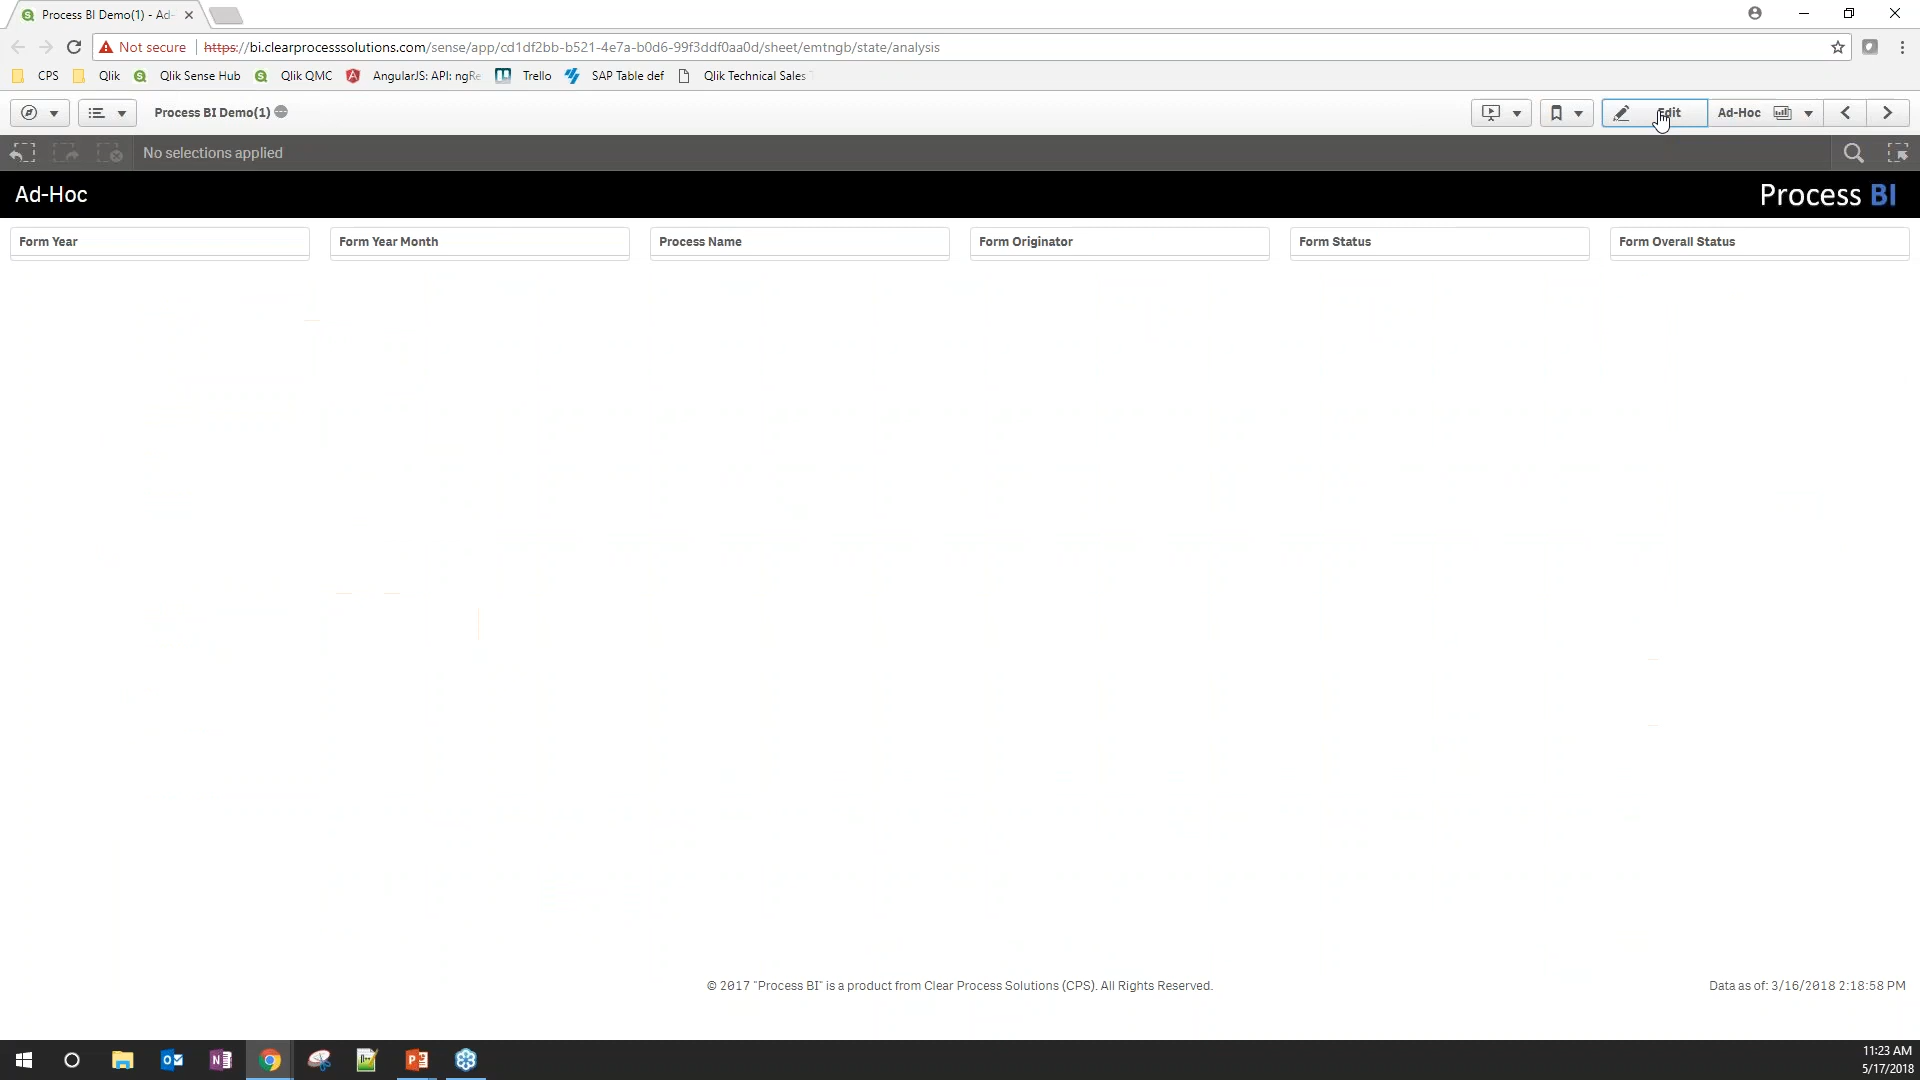 Process BI Demo(1) - Ad-
Not secure https://bi.clearprocesssolutions.com/sense/app/cd1df2bb-b521-4e7a-b0d6-99f3ddf0aa0d/sheet/emtngb/state/analysis
CPS Qlik Qlik Sense Hub Qlik QMC AngularJS: API: ngRe Trello SAP Table def Qlik Technical Sales
Process BI Demo(1) Edit Ad-Hoc
No selections applied
Ad-Hoc Process BI
Form Year Form Year Month Process Name Form Originator Form Status Form Overall Status
© 2017 "Process BI" is a product from Clear Process Solutions (CPS). All Rights Reserved. Data as of: 3/16/2018 2:18:58 PM
11:23 AM
5/17/2018